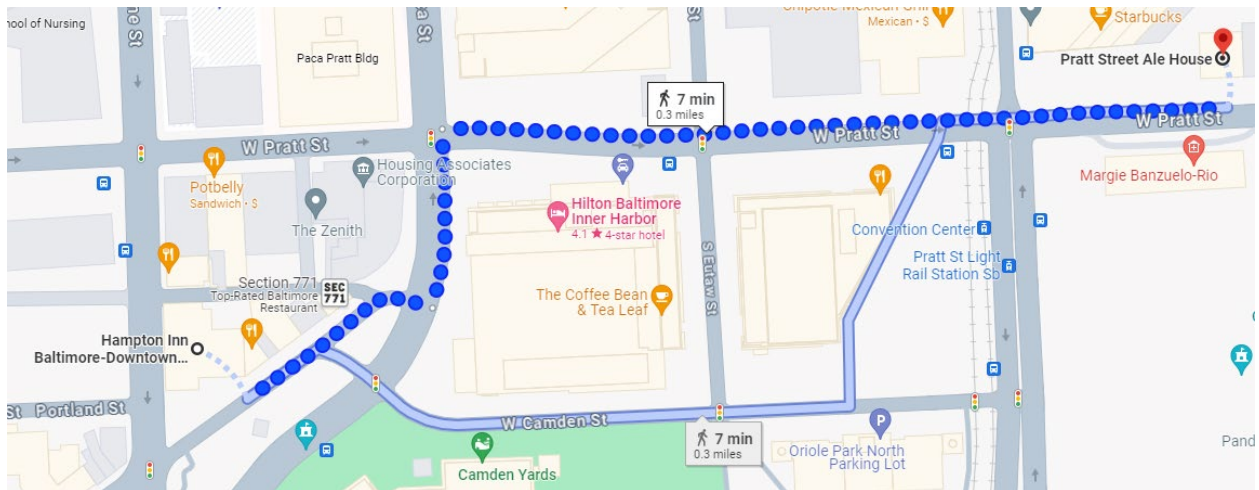 ool of Nursing
Paca Pratt Bldg
Mexican · $
Starbucks
Pratt Street Ale House
7 min
0.3 miles
W Pratt St
W Pratt St
W Pratt St
Housing Associates
Corporation
Potbelly
Sandwich · $
The Zenith
Hilton Baltimore
Inner Harbor
4.1 ★ 4-star hotel
Margie Banzuelo-Rio
Convention Center
Pratt St Light
Rail Station Sb
S Eutaw St
Section 771
Top-Rated Baltimore
Restaurant
SEC
771
The Coffee Bean
& Tea Leaf
Hampton Inn
Baltimore-Downtown...
St
Portland St
W Camden St
7 min
0.3 miles
P
Oriole Park North
Parking Lot
Camden Yards
Pand